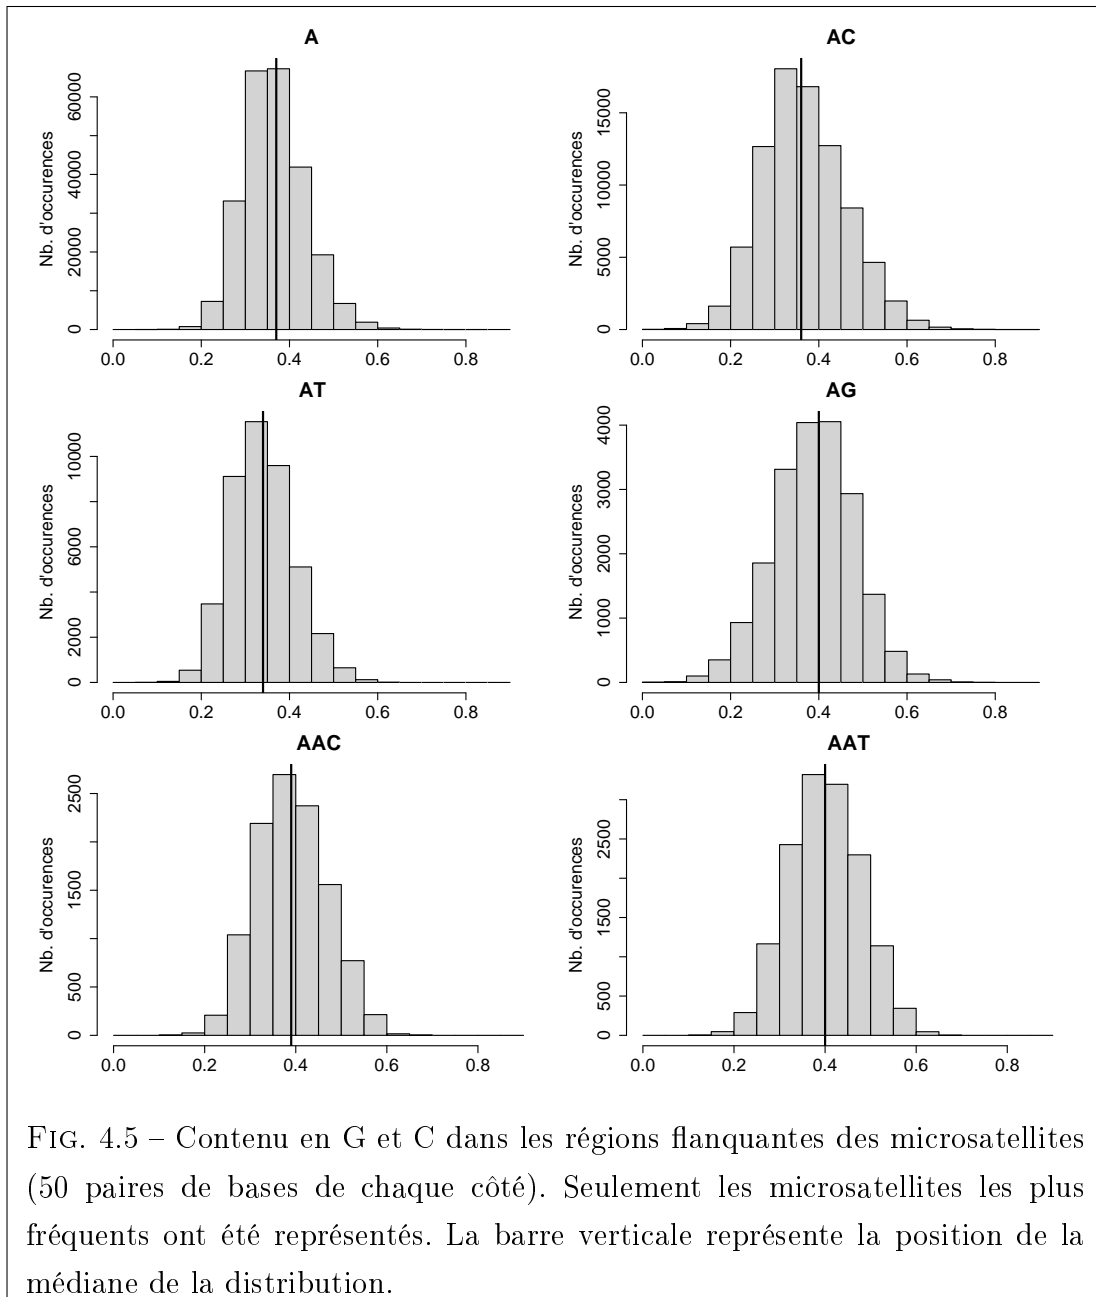 A
Nb. d'occurences
0 20000 40000 60000
0.0 0.2 0.4 0.6 0.8
AC
Nb. d'occurences
0 5000 10000 15000
0.0 0.2 0.4 0.6 0.8
AT
Nb. d'occurences
0 2000 6000 10000
0.0 0.2 0.4 0.6 0.8
AG
Nb. d'occurences
0 1000 2000 3000 4000
0.0 0.2 0.4 0.6 0.8
AAC
Nb. d'occurences
0 500 1500 2500
0.0 0.2 0.4 0.6 0.8
AAT
Nb. d'occurences
0 500 1500 2500
0.0 0.2 0.4 0.6 0.8
FIG. 4.5 – Contenu en G et C dans les régions flanquantes des microsatellites
(50 paires de bases de chaque côté). Seulement les microsatellites les plus
fréquents ont été représentés. La barre verticale représente la position de la
médiane de la distribution.